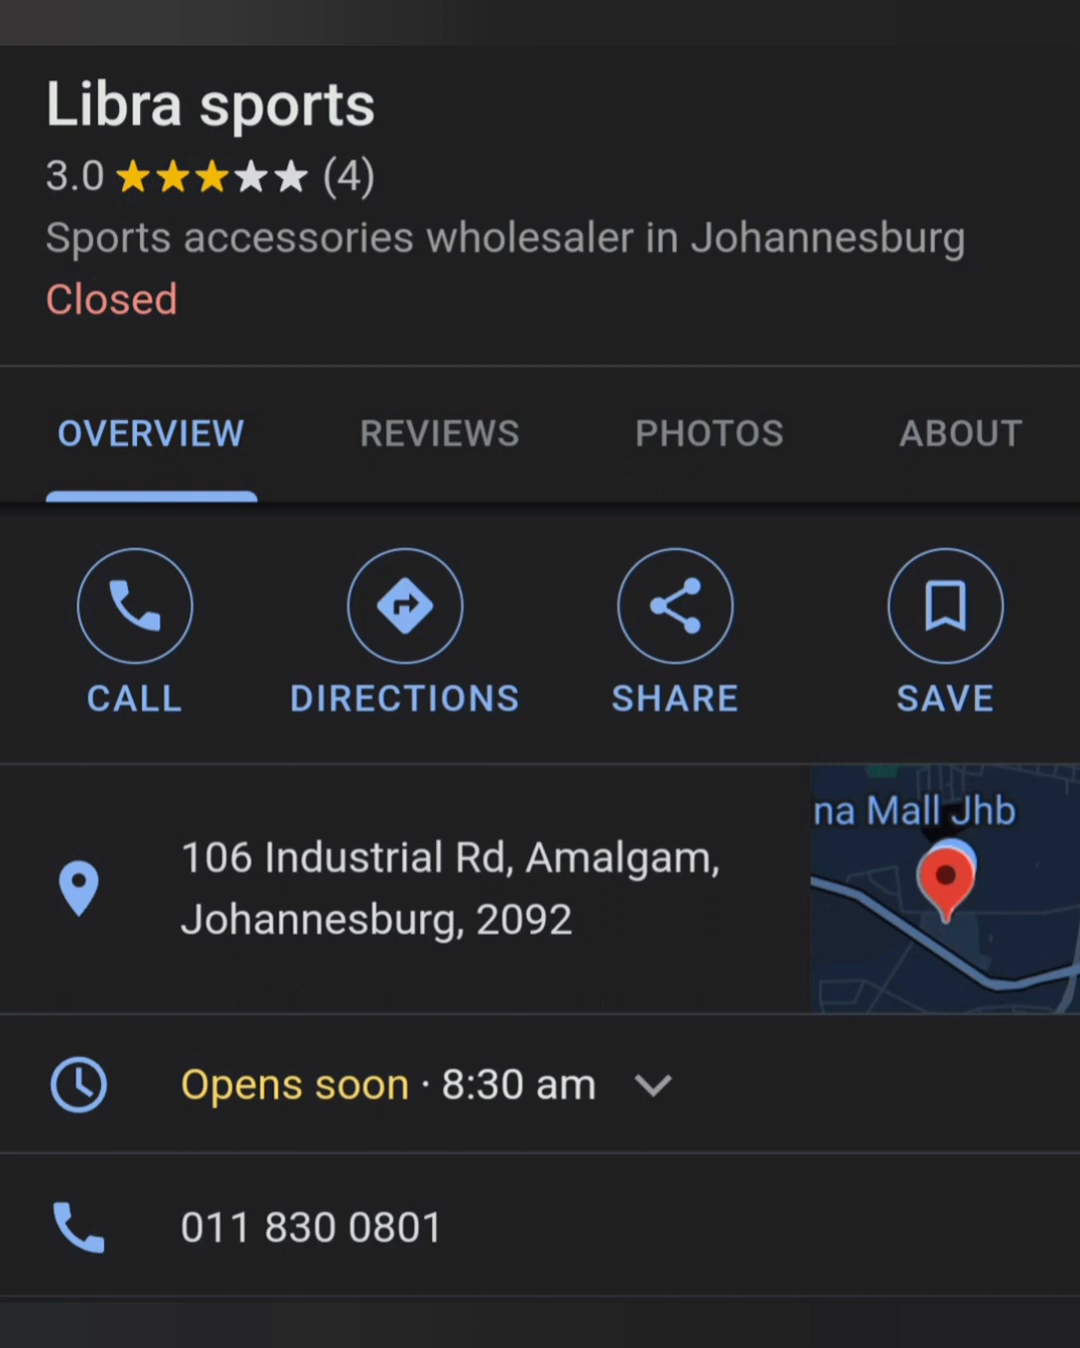 Libra sports
3.0 (4)
Sports accessories wholesaler in Johannesburg
Closed
OVERVIEW REVIEWS PHOTOS ABOUT
CALL DIRECTIONS SHARE SAVE
na Mall Jhb
106 Industrial Rd, Amalgam,
Johannesburg, 2092
Opens soon · 8:30 am
011 830 0801